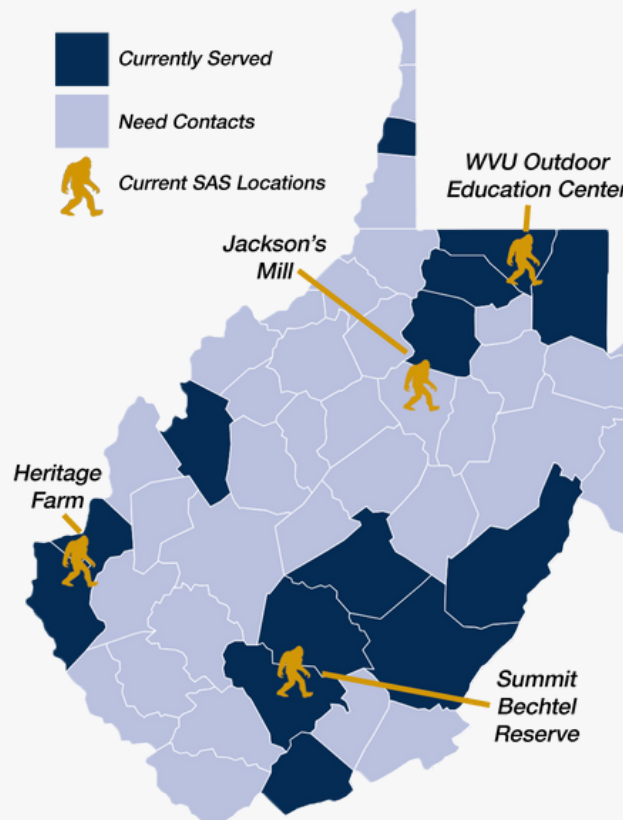 Currently Served
Need Contacts
Current SAS Locations
WVU Outdoor
Education Center
Jackson's
Mill
Heritage
Farm
Summit
Bechtel
Reserve